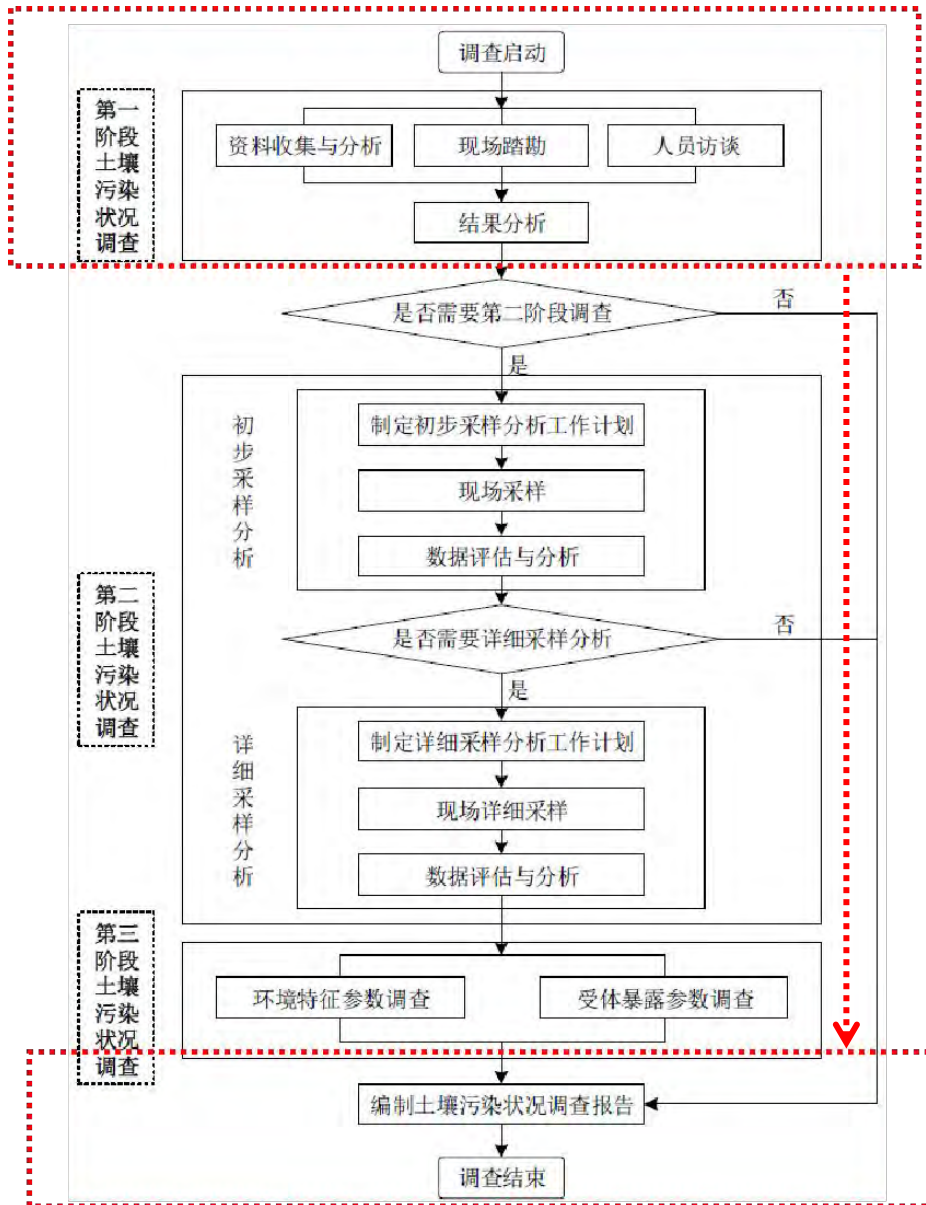 调查启动
第一
阶段
土壤
污染
状况
调查
资料收集与分析
现场踏勘
人员访谈
结果分析
是否需要第二阶段调查
否
是
初
步
采
样
分
析
制定初步采样分析工作计划
现场采样
数据评估与分析
第二
阶段
土壤
污染
状况
调查
是否需要详细采样分析
否
是
详
细
采
样
分
析
制定详细采样分析工作计划
现场详细采样
数据评估与分析
第三
阶段
土壤
污染
状况
调查
环境特征参数调查
受体暴露参数调查
编制土壤污染状况调查报告
调查结束